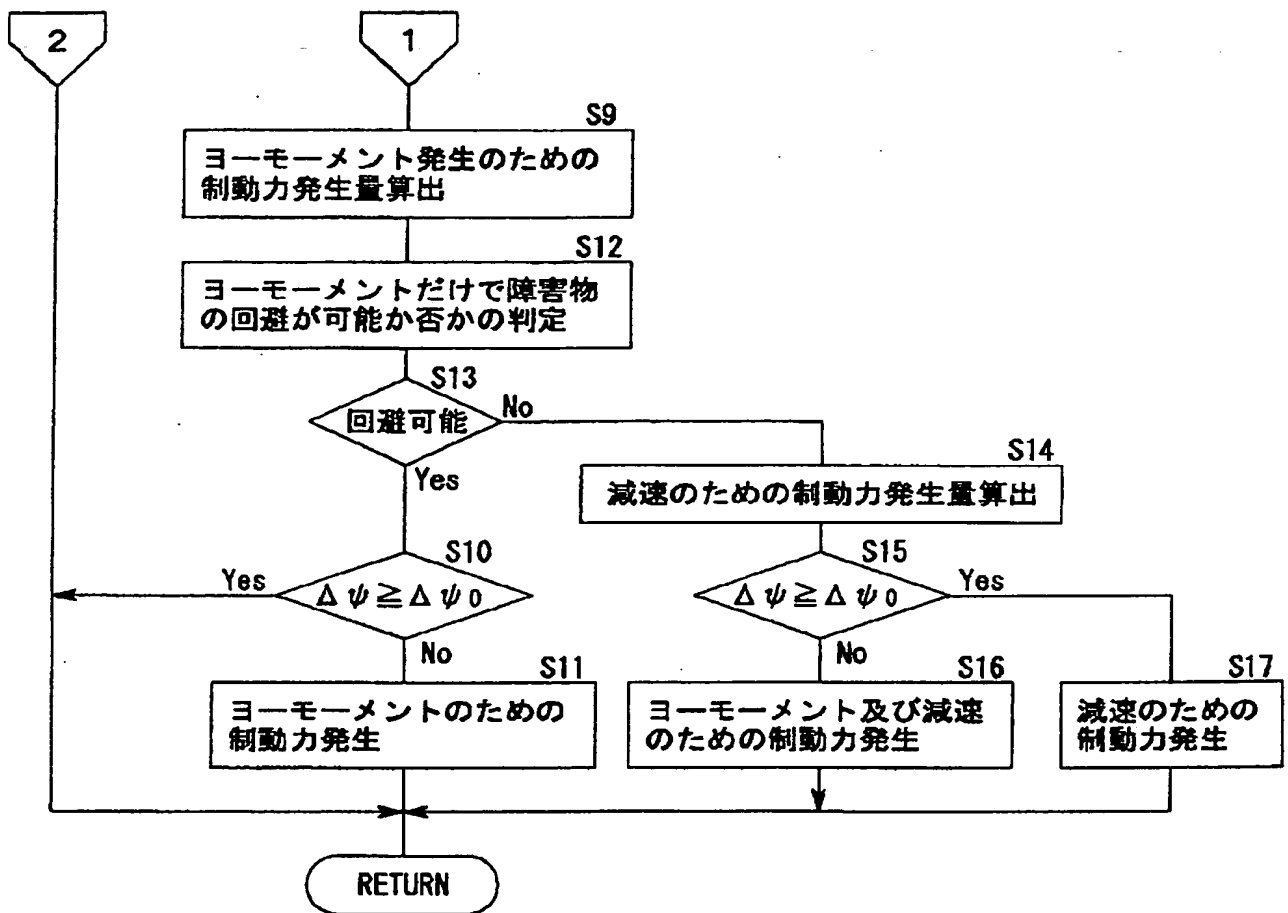 2
1
S9
ヨーモーメント発生のための
制動力発生量算出
S12
ヨーモーメントだけで障害物
の回避が可能か否かの判定
S13
回避可能
No
Yes
S14
減速のための制動力発生量算出
S10
Δψ≧Δψ0
Yes
No
S15
Δψ≧Δψ0
Yes
No
S11
ヨーモーメントのための
制動力発生
S16
ヨーモーメント及び減速
のための制動力発生
S17
減速のための
制動力発生
RETURN